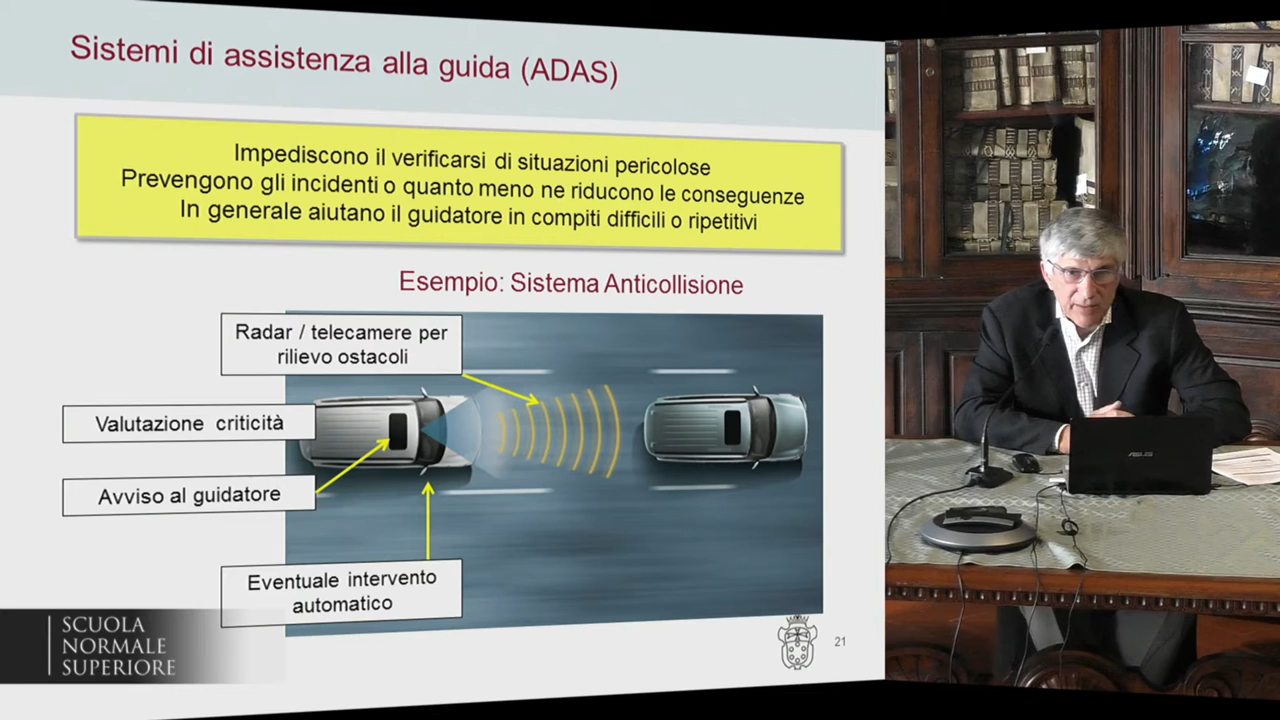 Sistemi di assistenza alla guida (ADAS)
Impediscono il verificarsi di situazioni pericolose
Prevengono gli incidenti o quanto meno ne riducono le conseguenze
In generale aiutano il guidatore in compiti difficili o ripetitivi
Esempio: Sistema Anticollisione
Radar / telecamere per
rilievo ostacoli
Valutazione criticità
Avviso al guidatore
Eventuale intervento
automatico
SCUOLA
NORMALE
SUPERIORE
21
ASUS